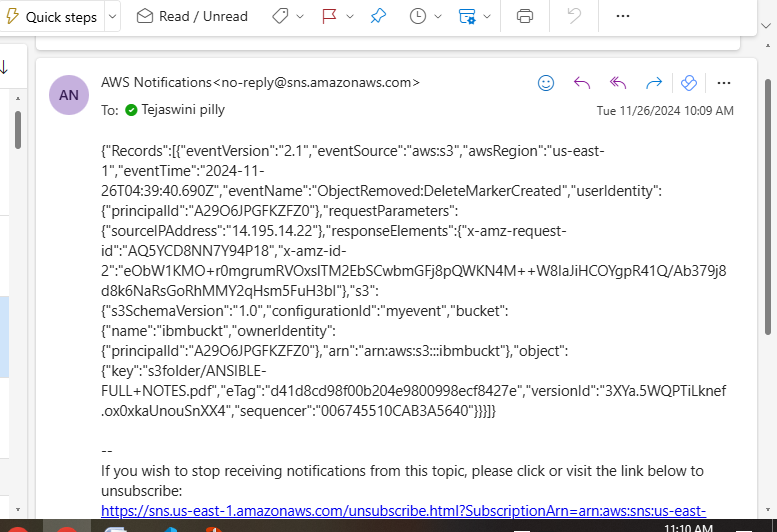 Quick steps
Read / Unread
AWS Notifications<no-reply@sns.amazonaws.com>
AN
To: Tejaswini pilly
Tue 11/26/2024 10:09 AM
{"Records":[{"eventVersion":"2.1","eventSource":"aws:s3","awsRegion":"us-east-
1","eventTime":"2024-11-
26T04:39:40.690Z","eventName":"ObjectRemoved:DeleteMarkerCreated","userIdentity":
{"principalId":"A29O6JPGFKZFZ0"},"requestParameters":
{"sourceIPAddress":"14.195.14.22"},"responseElements":{"x-amz-request-
id":"AQ5YCD8NN7Y94P18","x-amz-id-
2":"eObW1KMO+r0mgrumRVOxsITM2EbSCwbmGFj8pQWKN4M++W8IaJiHCOYgpR41Q/Ab379j8
d8k6NaRsGoRhMMY2qHsm5FuH3bI"},"s3":
{"s3SchemaVersion":"1.0","configurationId":"myevent","bucket":
{"name":"ibmbuckt","ownerIdentity":
{"principalId":"A29O6JPGFKZFZ0"},"arn":"arn:aws:s3:::ibmbuckt"},"object":
{"key":"s3folder/ANSIBLE-
FULL+NOTES.pdf","eTag":"d41d8cd98f00b204e9800998ecf8427e","versionId":"3XYa.5WQPTiLknef
.ox0xkaUnouSnXX4","sequencer":"006745510CAB3A5640"}}}]}
--
If you wish to stop receiving notifications from this topic, please click or visit the link below to
unsubscribe:
https://sns.us-east-1.amazonaws.com/unsubscribe.html?SubscriptionArn=arn:aws:sns:us-east-
11:10 AM